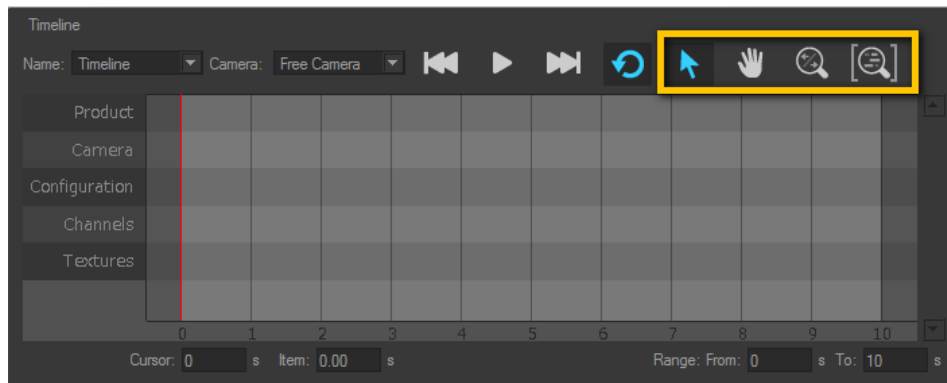 Timeline
Name: Timeline Camera: Free Camera
Product
Camera
Configuration
Channels
Textures
0 1 2 3 4 5 6 7 8 9 10
Cursor: 0 s Item: 0.00 s Range: From: 0 s To: 10 s